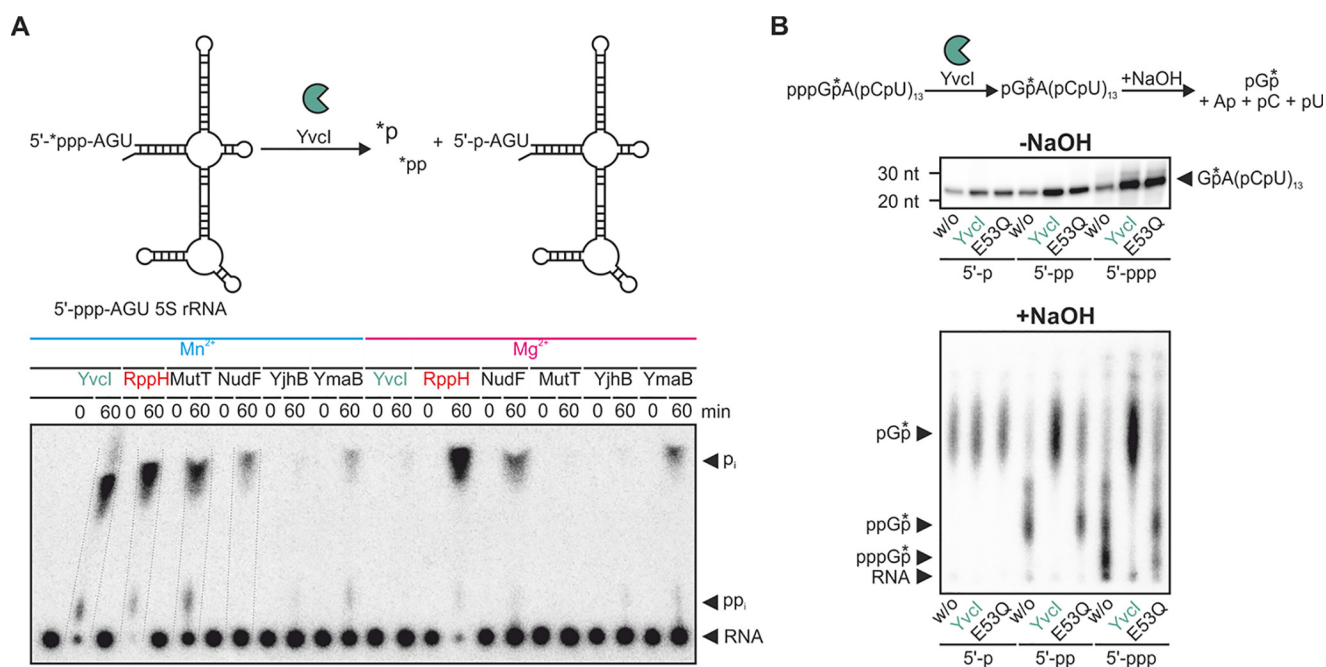 A
5'-*ppp-AGU
YvcI
*p
*pp
+ 5'-p-AGU
5'-ppp-AGU 5S rRNA
Mn2+ Mg2+
YvcI RppH MutT NudF YjhB YmaB YvcI RppH NudF MutT YjhB YmaB
0 60 0 60 0 60 0 60 0 60 0 60 0 60 0 60 0 60 0 60 0 60 0 60 min
pi
ppi
RNA
B
pppGp*A(pCpU)13 YvcI pGp*A(pCpU)13 +NaOH pGp*
+ Ap + pC + pU
-NaOH
30 nt
20 nt
Gp*A(pCpU)13
w/o YvcI E53Q w/o YvcI E53Q w/o YvcI E53Q
5'-p 5'-pp 5'-ppp
+NaOH
pGp*
ppGp*
pppGp*
RNA
w/o YvcI E53Q w/o YvcI E53Q w/o YvcI E53Q
5'-p 5'-pp 5'-ppp